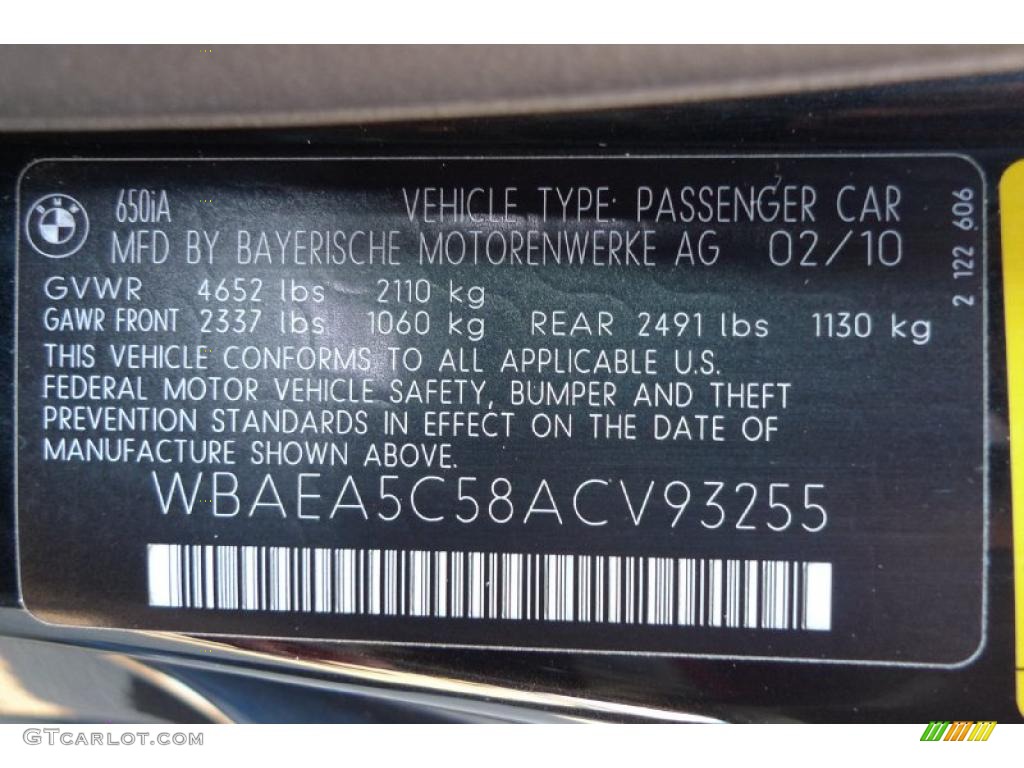 650iA VEHICLE TYPE: PASSENGER CAR
MFD BY BAYERISCHE MOTORENWERKE AG 02/10
GVWR 4652 lbs 2110 kg
GAWR FRONT 2337 lbs 1060 kg REAR 2491 lbs 1130 kg
THIS VEHICLE CONFORMS TO ALL APPLICABLE U.S.
FEDERAL MOTOR VEHICLE SAFETY, BUMPER AND THEFT
PREVENTION STANDARDS IN EFFECT ON THE DATE OF
MANUFACTURE SHOWN ABOVE.
WBAEA5C58ACV93255
2 122 606
GTCARLOT.COM